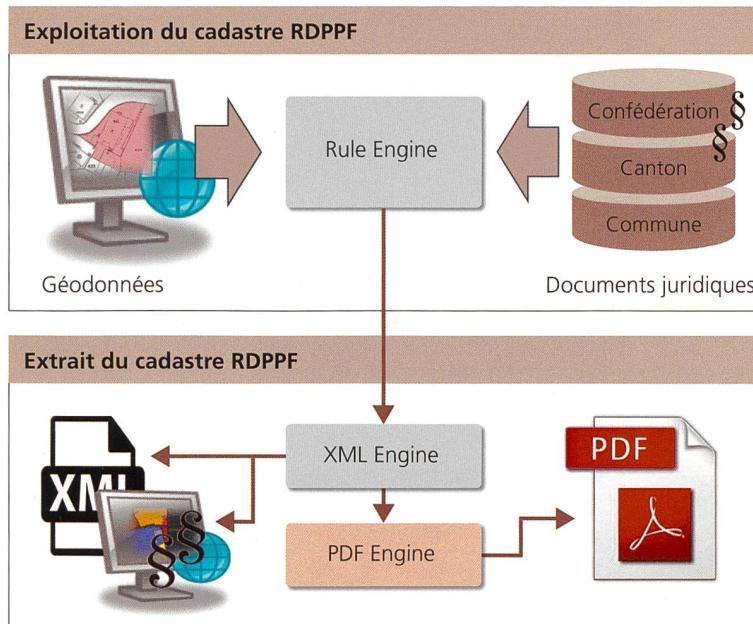 Exploitation du cadastre RDPPF
Rule Engine
Confédération §
§
Canton
Commune
Géodonnées
Documents juridiques
Extrait du cadastre RDPPF
XML
XML Engine
PDF
§§
PDF Engine